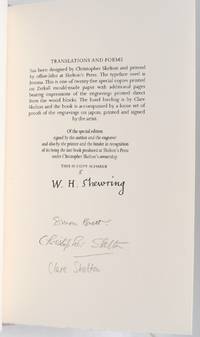 TRANSLATIONS AND POEMS
has been designed by Christopher Skelton and printed
by offset-litho at Skelton's Press. The typeface used is
Joanna. This is one of twenty-five special copies printed
on Zerkall mould-made paper with additional pages
bearing impressions of the engravings printed direct
from the wood blocks. The hand binding is by Clare
Skelton and the book is accompanied by a loose set
of proofs of the engravings on japon, printed and signed
by the artist.
Of the special edition
signed by the author and the engraver
and also by the printer and the binder in recognition
of its being the last book produced at Skelton's Press
under Christopher Skelton's ownership
THIS IS COPY NUMBER
W. H. Shewring
Simon Brett
Christopher Skelton
Clare Skelton